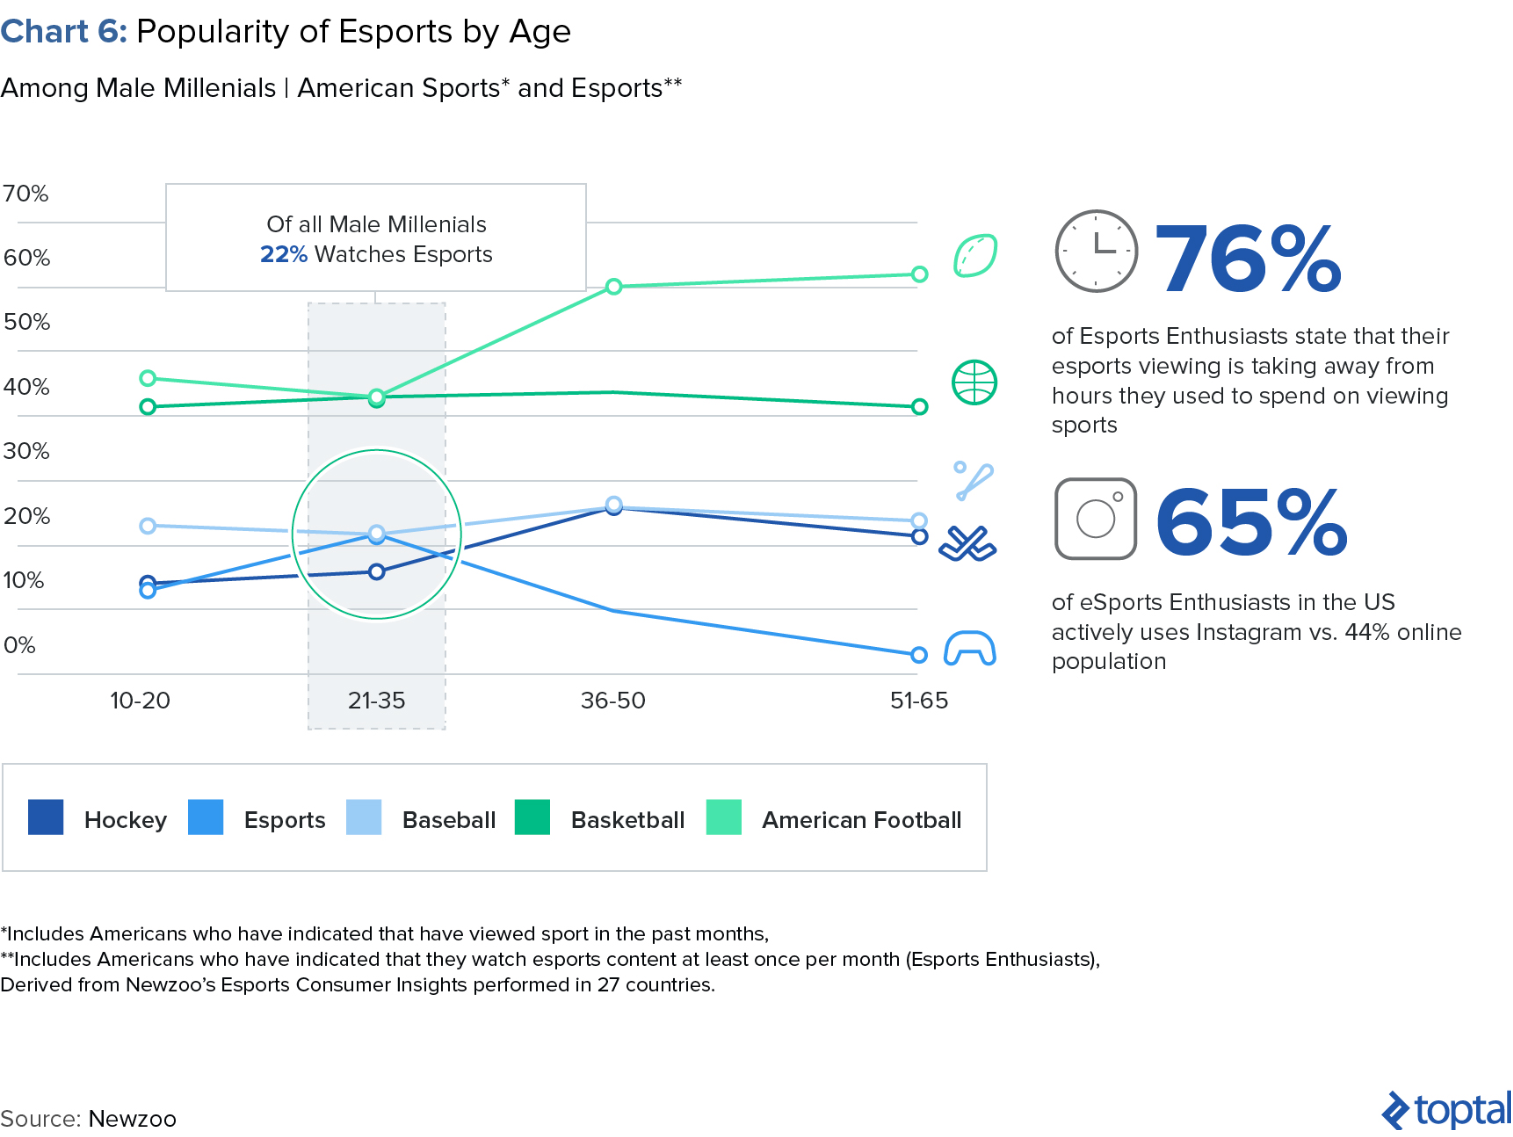 Chart 6: Popularity of Esports by Age
Among Male Millenials | American Sports* and Esports**
70%
60%
50%
40%
30%
20%
10%
0%
Of all Male Millenials
22% Watches Esports
10-20
21-35
36-50
51-65
76%
of Esports Enthusiasts state that their
esports viewing is taking away from
hours they used to spend on viewing
sports
65%
of eSports Enthusiasts in the US
actively uses Instagram vs. 44% online
population
Hockey
Esports
Baseball
Basketball
American Football
*Includes Americans who have indicated that have viewed sport in the past months,
**Includes Americans who have indicated that they watch esports content at least once per month (Esports Enthusiasts),
Derived from Newzoo’s Esports Consumer Insights performed in 27 countries.
Source: Newzoo
toptal